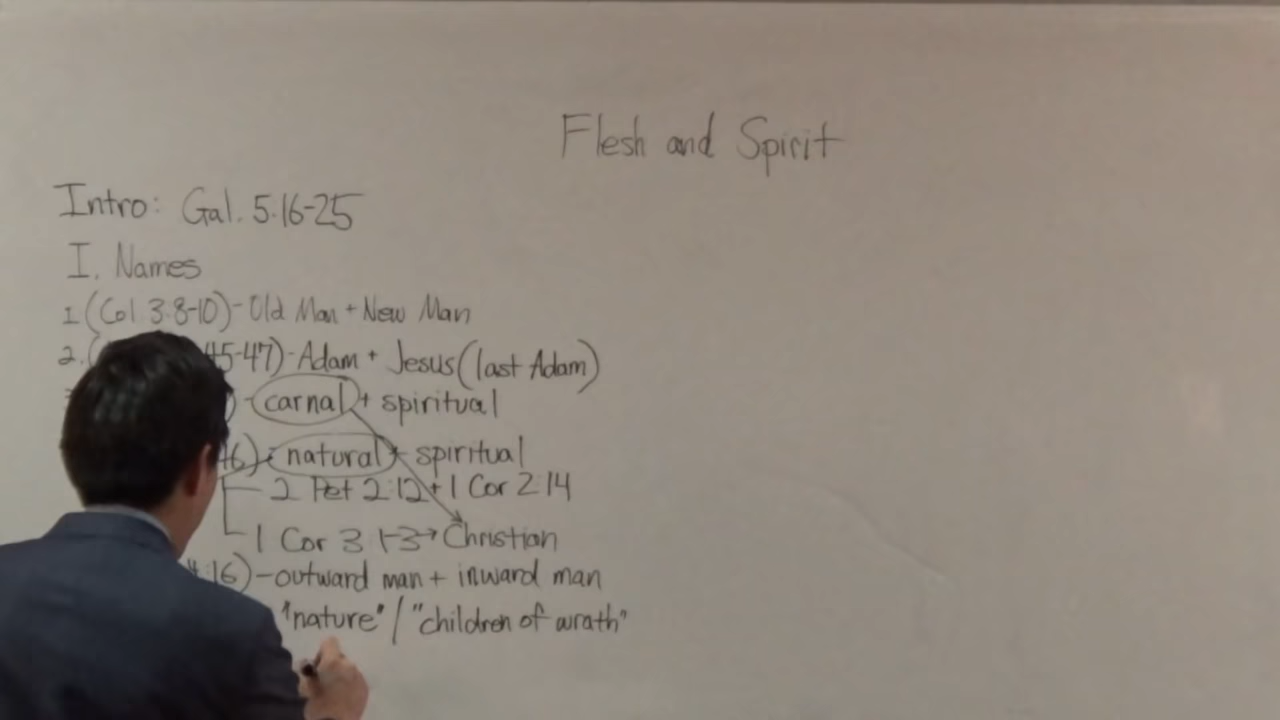 Flesh and Spirit
Intro: Gal. 5:16-25
I. Names
1 (Col 3:8-10)-Old Man + New Man
2. ( 45-47)-Adam + Jesus (last Adam)
) - carnal + spiritual
46) - natural + spiritual
2 Pet 2:12 + 1 Cor 2:14
1 Cor 3:1-3 → Christian
4:16) - outward man + inward man
"nature" / "children of wrath"